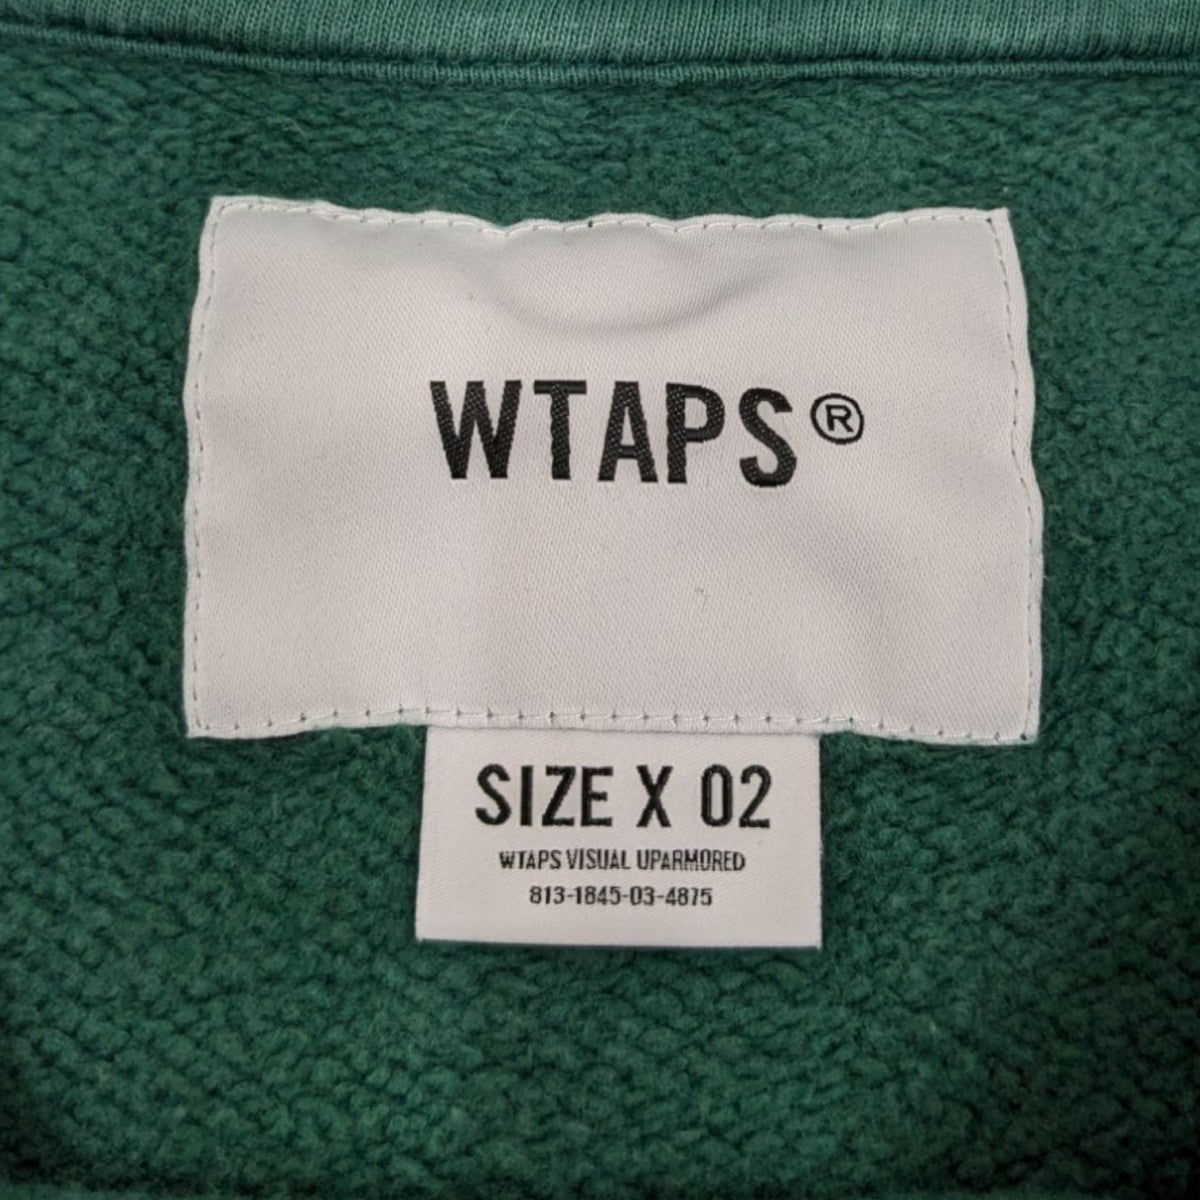 WTAPS®
SIZE X 02
WTAPS VISUAL UPARMORED
813-1845-03-4875